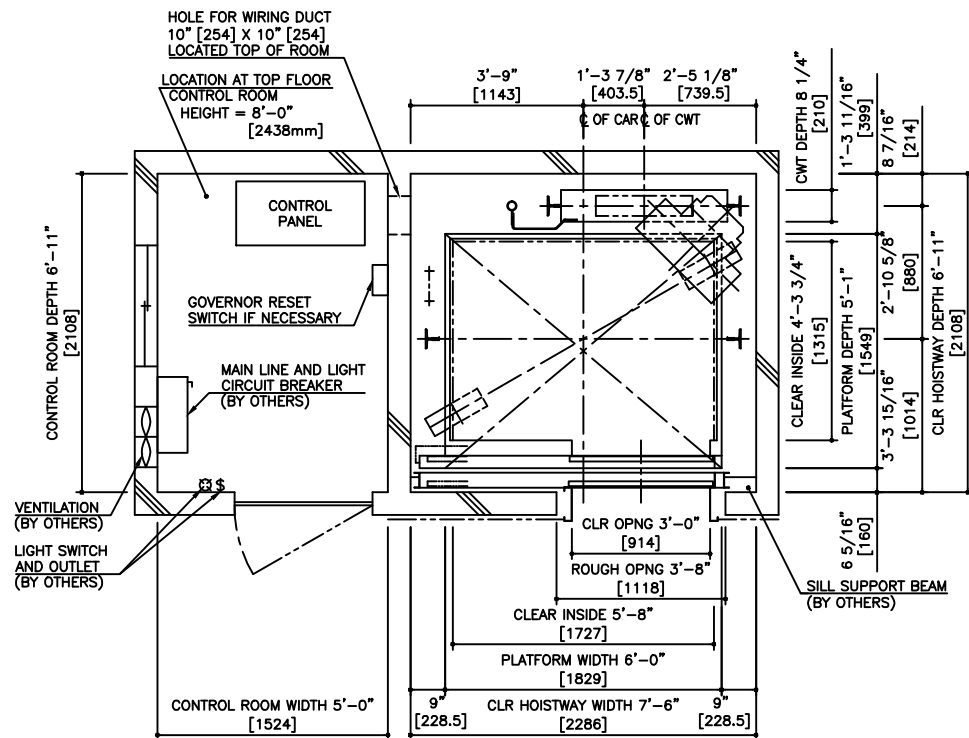 HOLE FOR WIRING DUCT
10" [254] X 10" [254]
LOCATED TOP OF ROOM
LOCATION AT TOP FLOOR
CONTROL ROOM
HEIGHT = 8'-0"
[2438mm]
3'-9"
[1143]
1'-3 7/8"
[403.5]
2'-5 1/8"
[739.5]
℄ OF CAR
℄ OF CWT
CWT DEPTH 8 1/4"
[210]
1'-3 11/16"
[399]
8 7/16"
[214]
CONTROL
PANEL
GOVERNOR RESET
SWITCH IF NECESSARY
MAIN LINE AND LIGHT
CIRCUIT BREAKER
(BY OTHERS)
CONTROL ROOM DEPTH 6'-11"
[2108]
CLEAR INSIDE 4'-3 3/4"
[1315]
PLATFORM DEPTH 5'-1"
[1549]
2'-10 5/8"
[880]
3'-3 15/16"
[1014]
CLR HOISTWAY DEPTH 6'-11"
[2108]
6 5/16"
[160]
$
VENTILATION
(BY OTHERS)
LIGHT SWITCH
AND OUTLET
(BY OTHERS)
CLR OPNG 3'-0"
[914]
ROUGH OPNG 3'-8"
[1118]
SILL SUPPORT BEAM
(BY OTHERS)
CLEAR INSIDE 5'-8"
[1727]
PLATFORM WIDTH 6'-0"
[1829]
CONTROL ROOM WIDTH 5'-0"
[1524]
9"
[228.5]
CLR HOISTWAY WIDTH 7'-6"
[2286]
9"
[228.5]